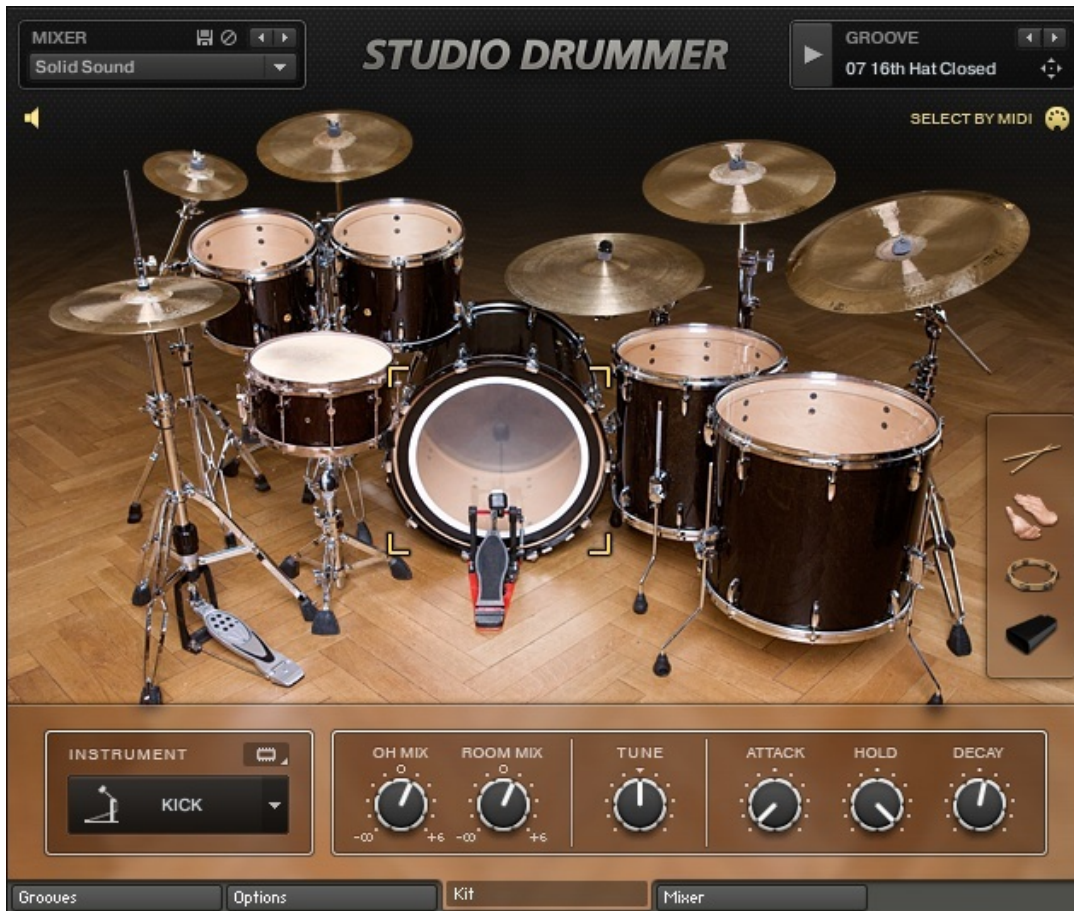 MIXER
Solid Sound
STUDIO DRUMMER
GROOVE
07 16th Hat Closed
SELECT BY MIDI
INSTRUMENT
KICK
OH MIX ROOM MIX TUNE ATTACK HOLD DECAY
-∞ +6 -∞ +6
Grooves Options Kit Mixer